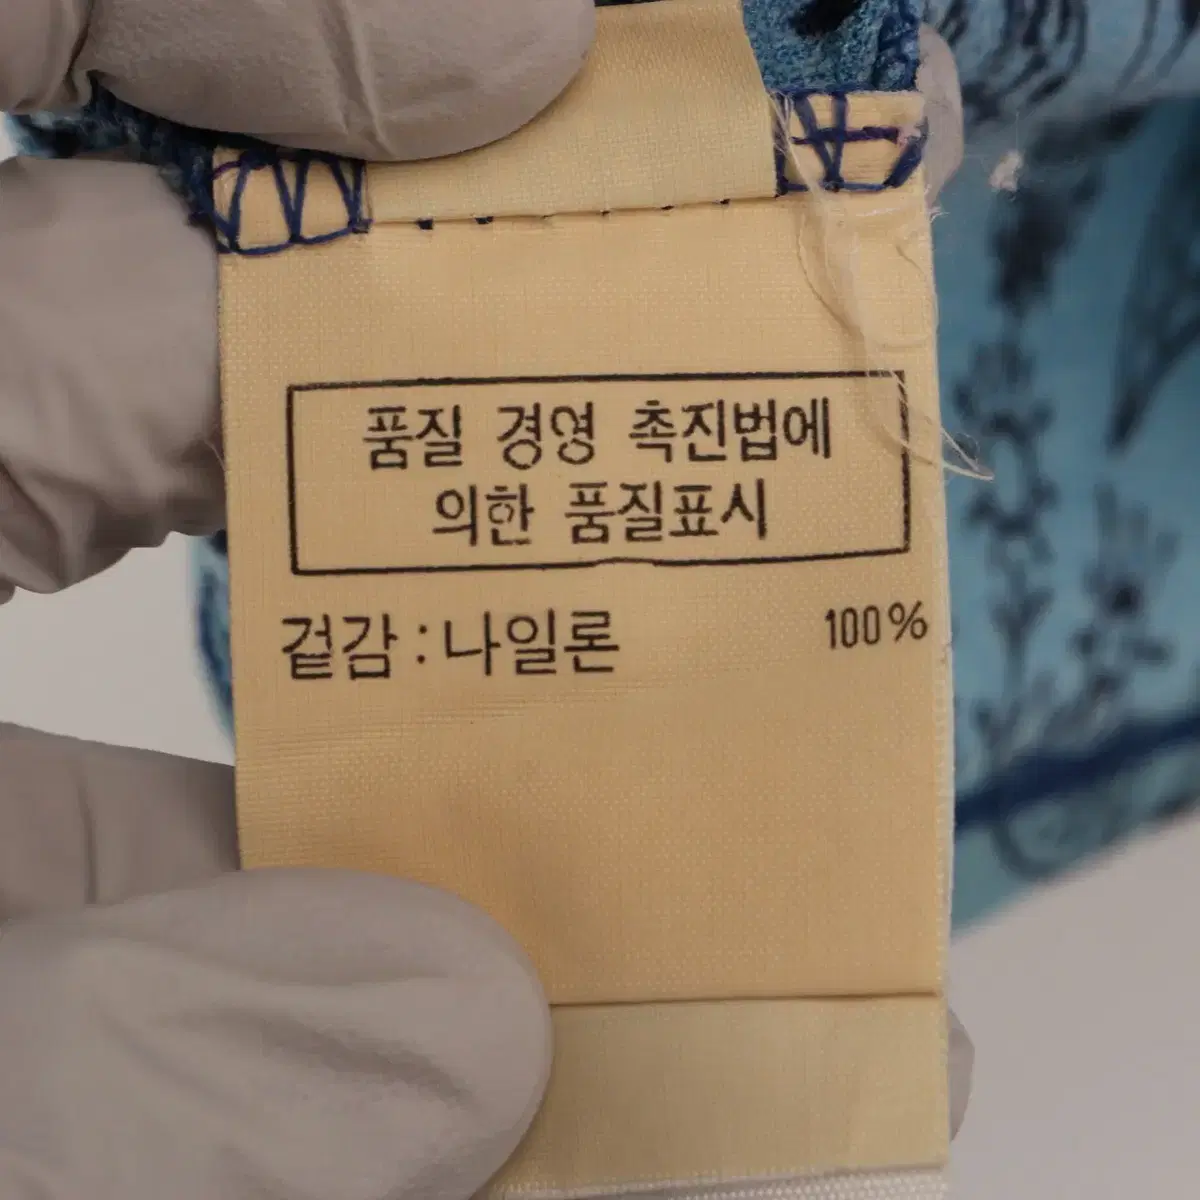 품질 경영 촉진법에
의한 품질표시
겉감 : 나일론 100%